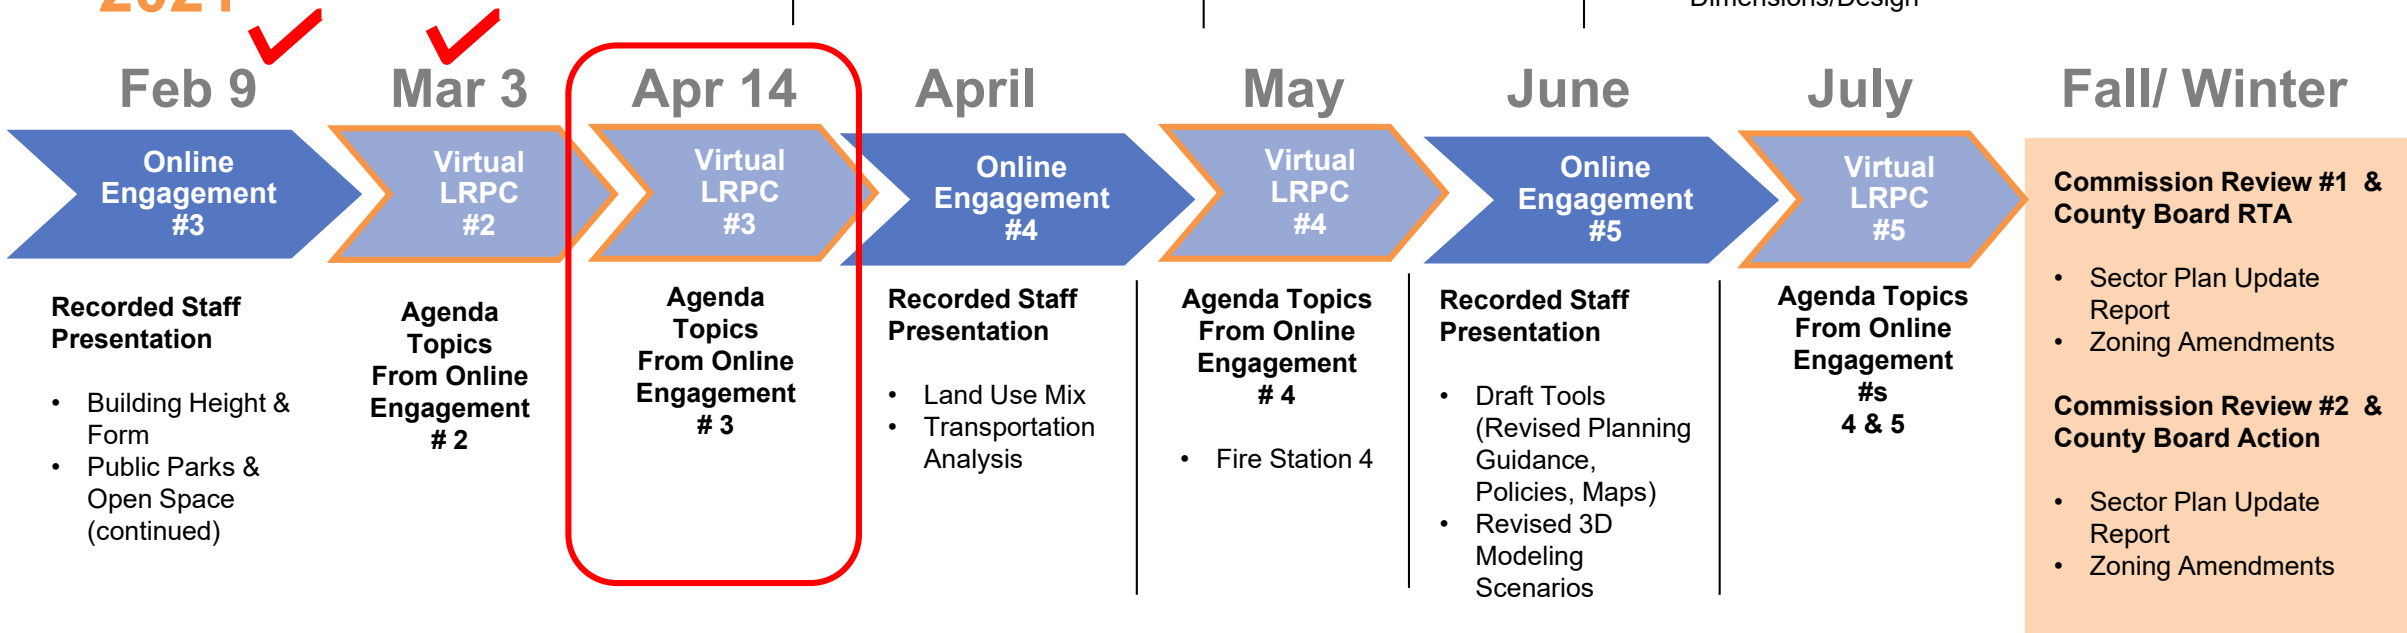 2021
Dimensions/Design
Feb 9
Mar 3
Apr 14
April
May
June
July
Fall/ Winter
Online
Engagement
#3
Virtual
LRPC
#2
Virtual
LRPC
#3
Online
Engagement
#4
Virtual
LRPC
#4
Online
Engagement
#5
Virtual
LRPC
#5
Recorded Staff
Presentation
• Building Height &
Form
• Public Parks &
Open Space
(continued)
Agenda
Topics
From Online
Engagement
# 2
Agenda
Topics
From Online
Engagement
# 3
Recorded Staff
Presentation
• Land Use Mix
• Transportation
Analysis
Agenda Topics
From Online
Engagement
# 4
• Fire Station 4
Recorded Staff
Presentation
• Draft Tools
(Revised Planning
Guidance,
Policies, Maps)
• Revised 3D
Modeling
Scenarios
Agenda Topics
From Online
Engagement
#s
4 & 5
Commission Review #1 &
County Board RTA
• Sector Plan Update
Report
• Zoning Amendments
Commission Review #2 &
County Board Action
• Sector Plan Update
Report
• Zoning Amendments